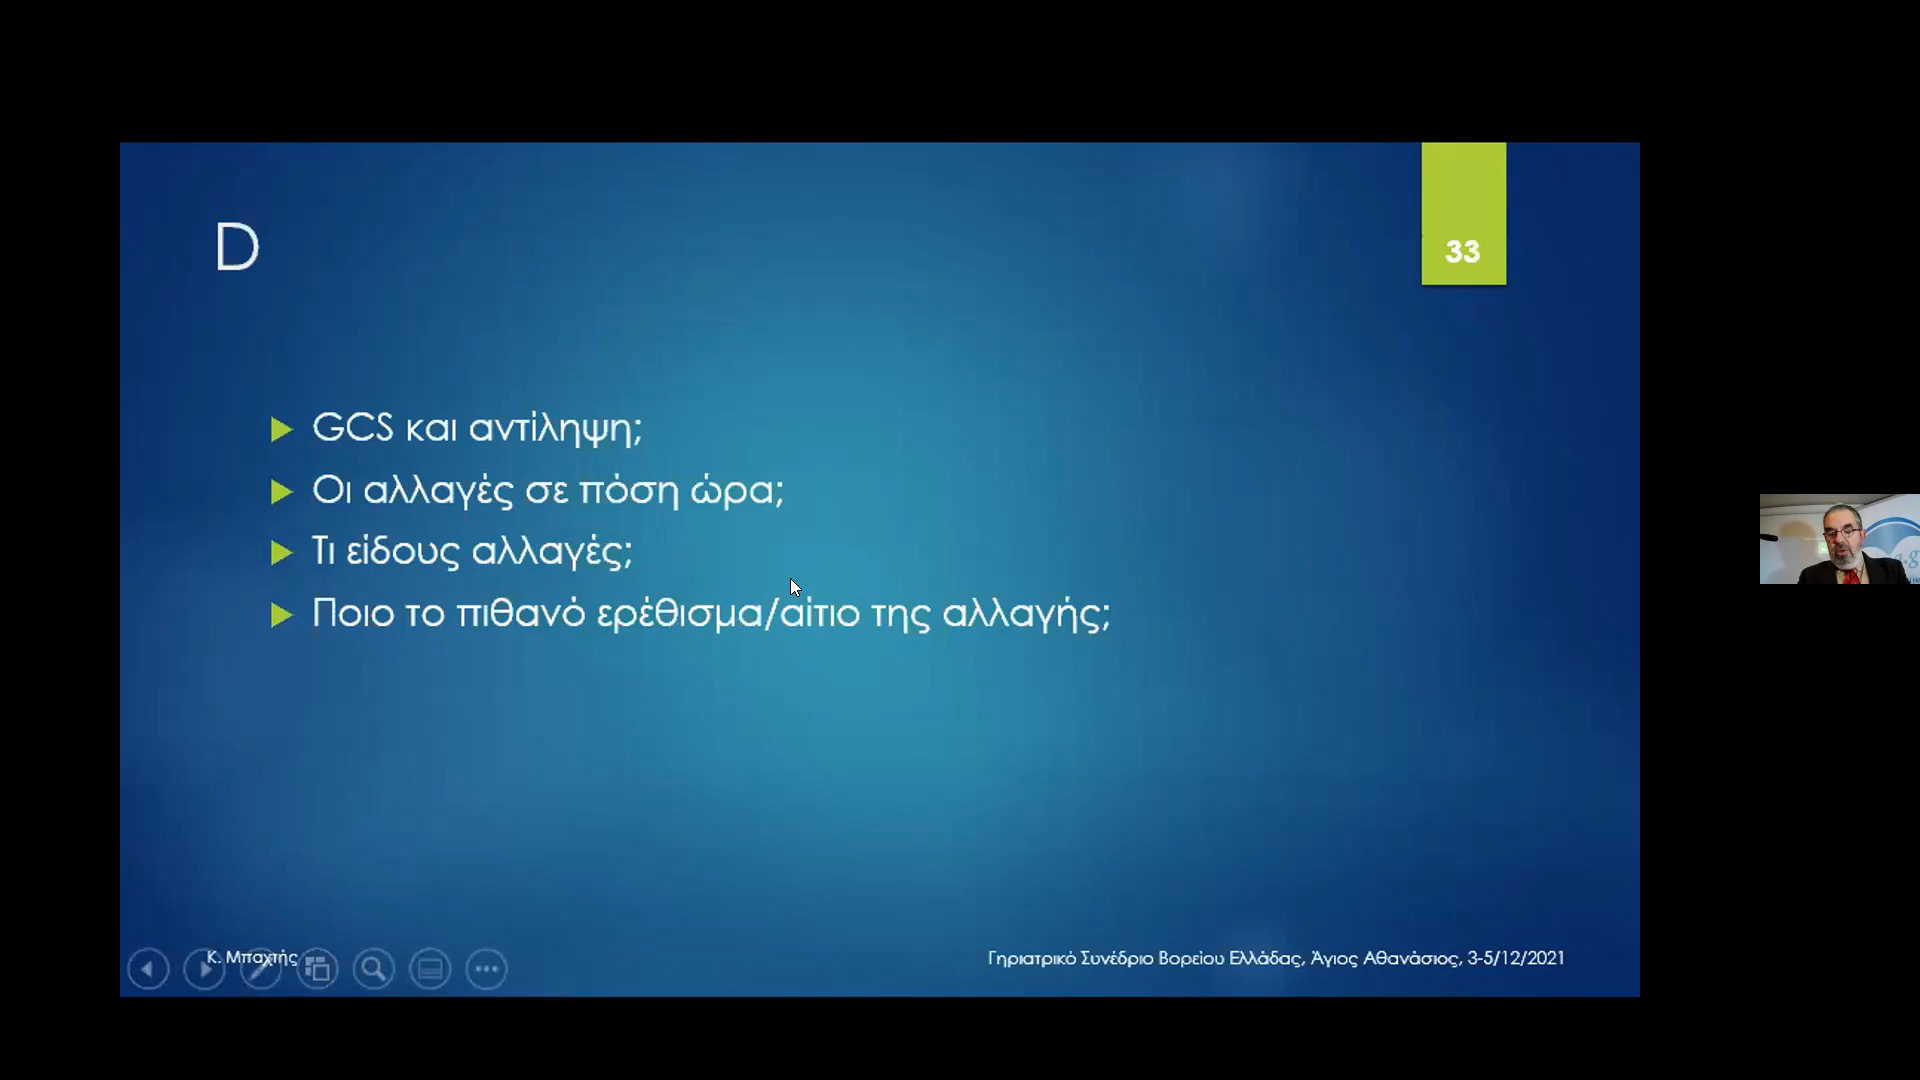 D
33
GCS και αντίληψη;
Οι αλλαγές σε πόση ώρα;
Τι είδους αλλαγές;
Ποιο το πιθανό ερέθισμα/αίτιο της αλλαγής;
Κ. Μπαχτής
Γηριατρικό Συνέδριο Βορείου Ελλάδας, Άγιος Αθανάσιος, 3-5/12/2021